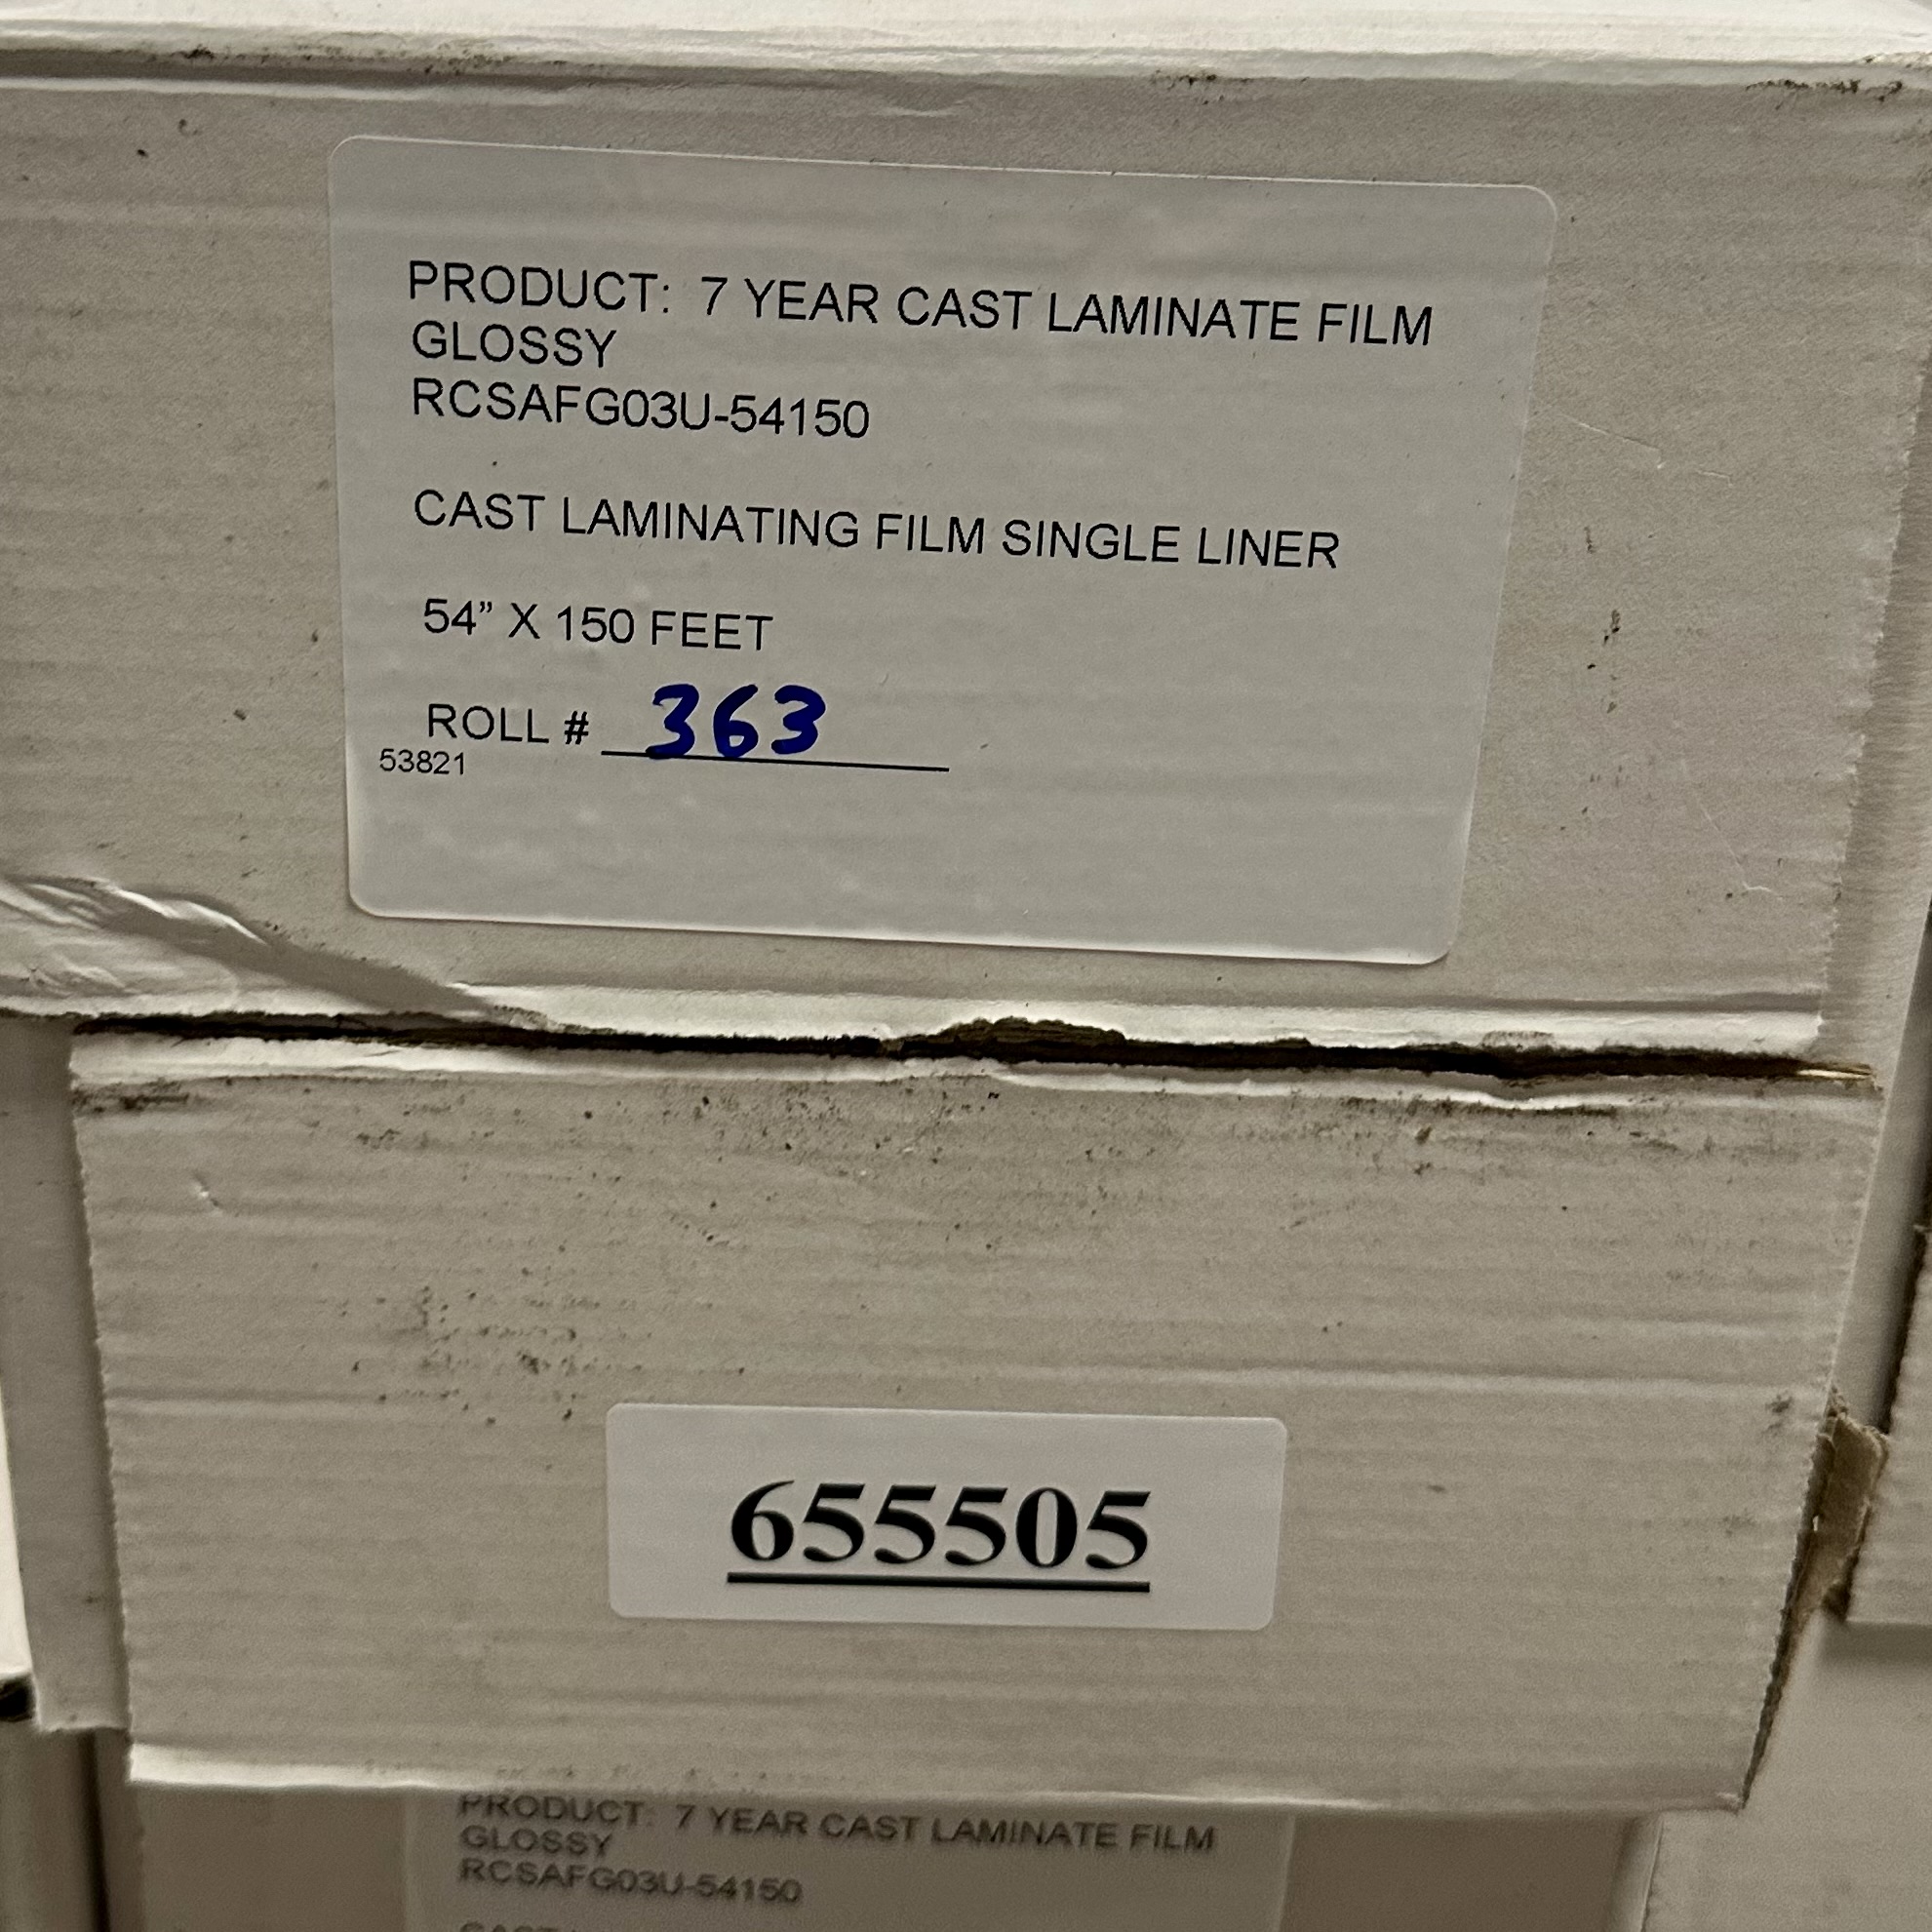 PRODUCT: 7 YEAR CAST LAMINATE FILM
GLOSSY
RCSAFG03U-54150
CAST LAMINATING FILM SINGLE LINER
54” X 150 FEET
ROLL # 363
53821
655505
PRODUCT: 7 YEAR CAST LAMINATE FILM
GLOSSY
RCSAFG03U-54150